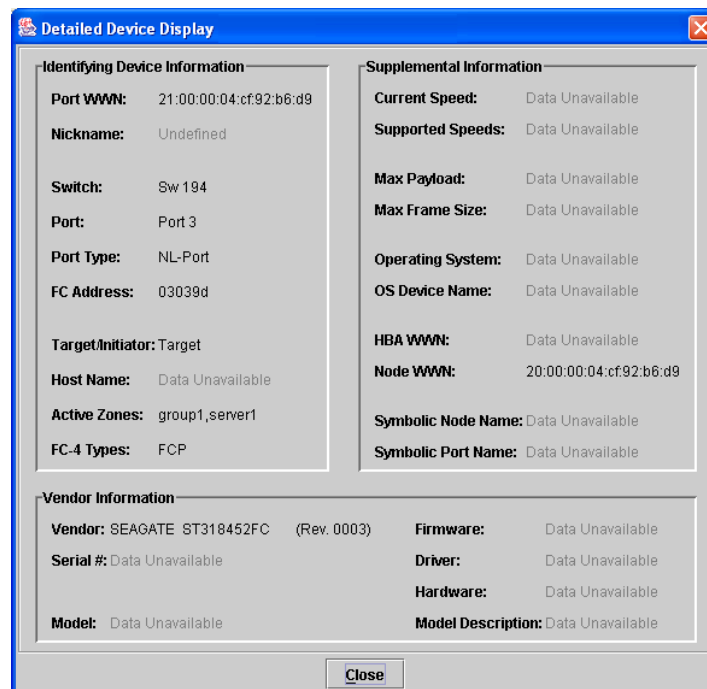 Detailed Device Display
Identifying Device Information
Port WWN: 21:00:00:04:cf:92:b6:d9
Nickname: Undefined
Switch: Sw 194
Port: Port 3
Port Type: NL-Port
FC Address: 03039d
Target/Initiator: Target
Host Name: Data Unavailable
Active Zones: group1,server1
FC-4 Types: FCP
Supplemental Information
Current Speed: Data Unavailable
Supported Speeds: Data Unavailable
Max Payload: Data Unavailable
Max Frame Size: Data Unavailable
Operating System: Data Unavailable
OS Device Name: Data Unavailable
HBA WWN: Data Unavailable
Node WWN: 20:00:00:04:cf:92:b6:d9
Symbolic Node Name: Data Unavailable
Symbolic Port Name: Data Unavailable
Vendor Information
Vendor: SEAGATE ST318452FC (Rev. 0003)
Serial #: Data Unavailable
Model: Data Unavailable
Firmware: Data Unavailable
Driver: Data Unavailable
Hardware: Data Unavailable
Model Description: Data Unavailable
Close